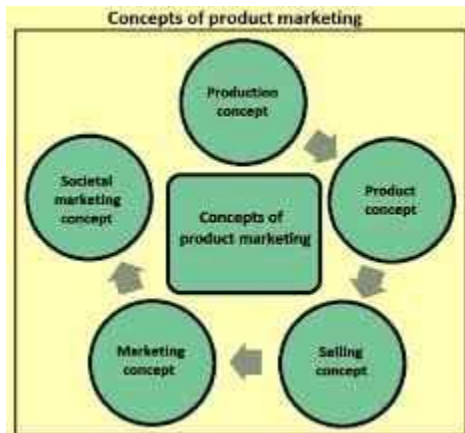 Concepts of product marketing
Production
concept
Product
concept
Selling
concept
Marketing
concept
Societal
marketing
concept
Concepts of
product marketing